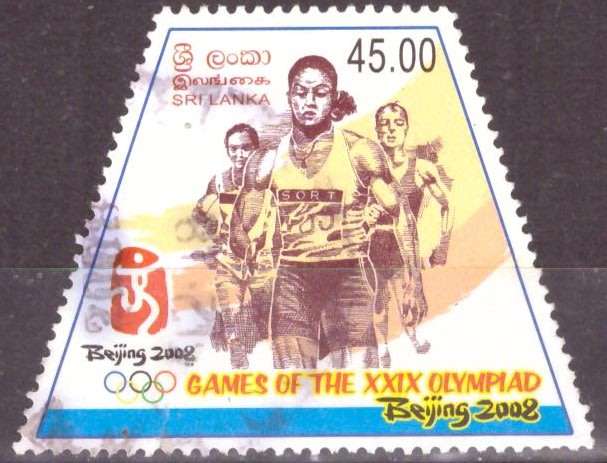 ශ්‍රී ලංකා
இலங்கை
SRI LANKA
45.00
SORT
Beijing 2008
GAMES OF THE XXIX OLYMPIAD
Beijing 2008